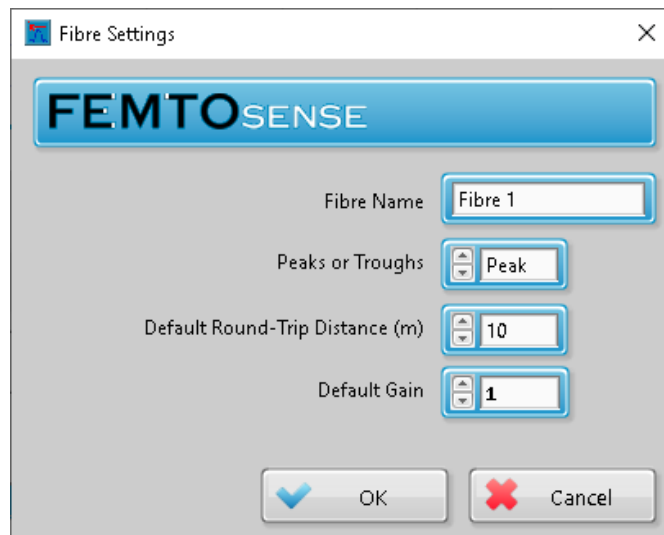 Fibre Settings
FEMTOSENSE
Fibre Name Fibre 1
Peaks or Troughs Peak
Default Round-Trip Distance (m) 10
Default Gain 1
OK Cancel